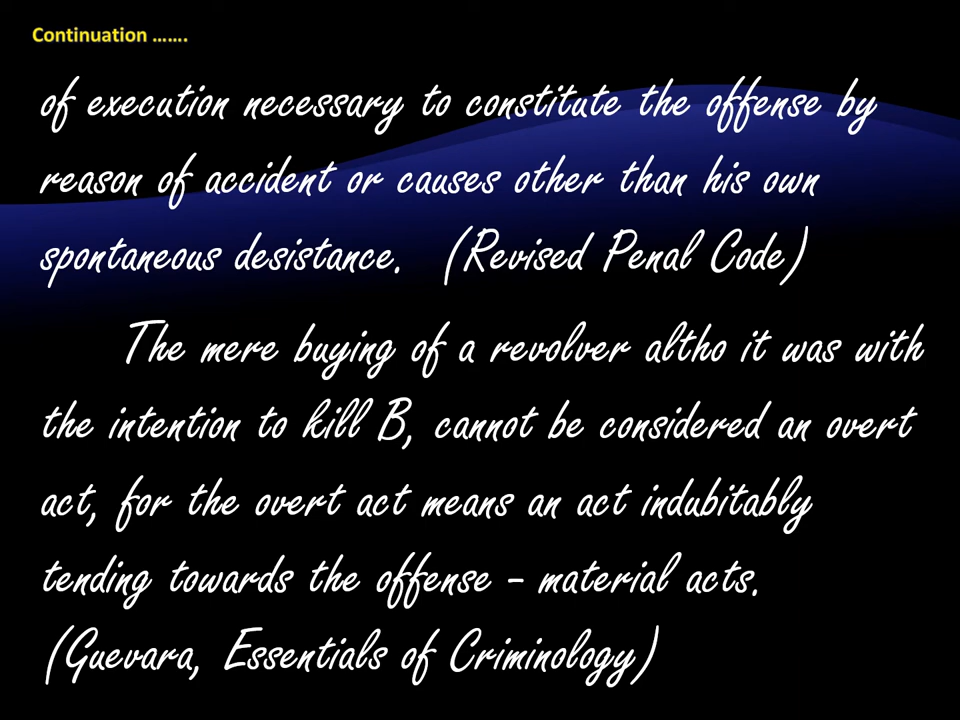 Continuation …….
of execution necessary to constitute the offense by
reason of accident or causes other than his own
spontaneous desistance. (Revised Penal Code)
The mere buying of a revolver altho it was with
the intention to kill B, cannot be considered an overt
act, for the overt act means an act indubitably
tending towards the offense - material acts.
(Guevara, Essentials of Criminology)